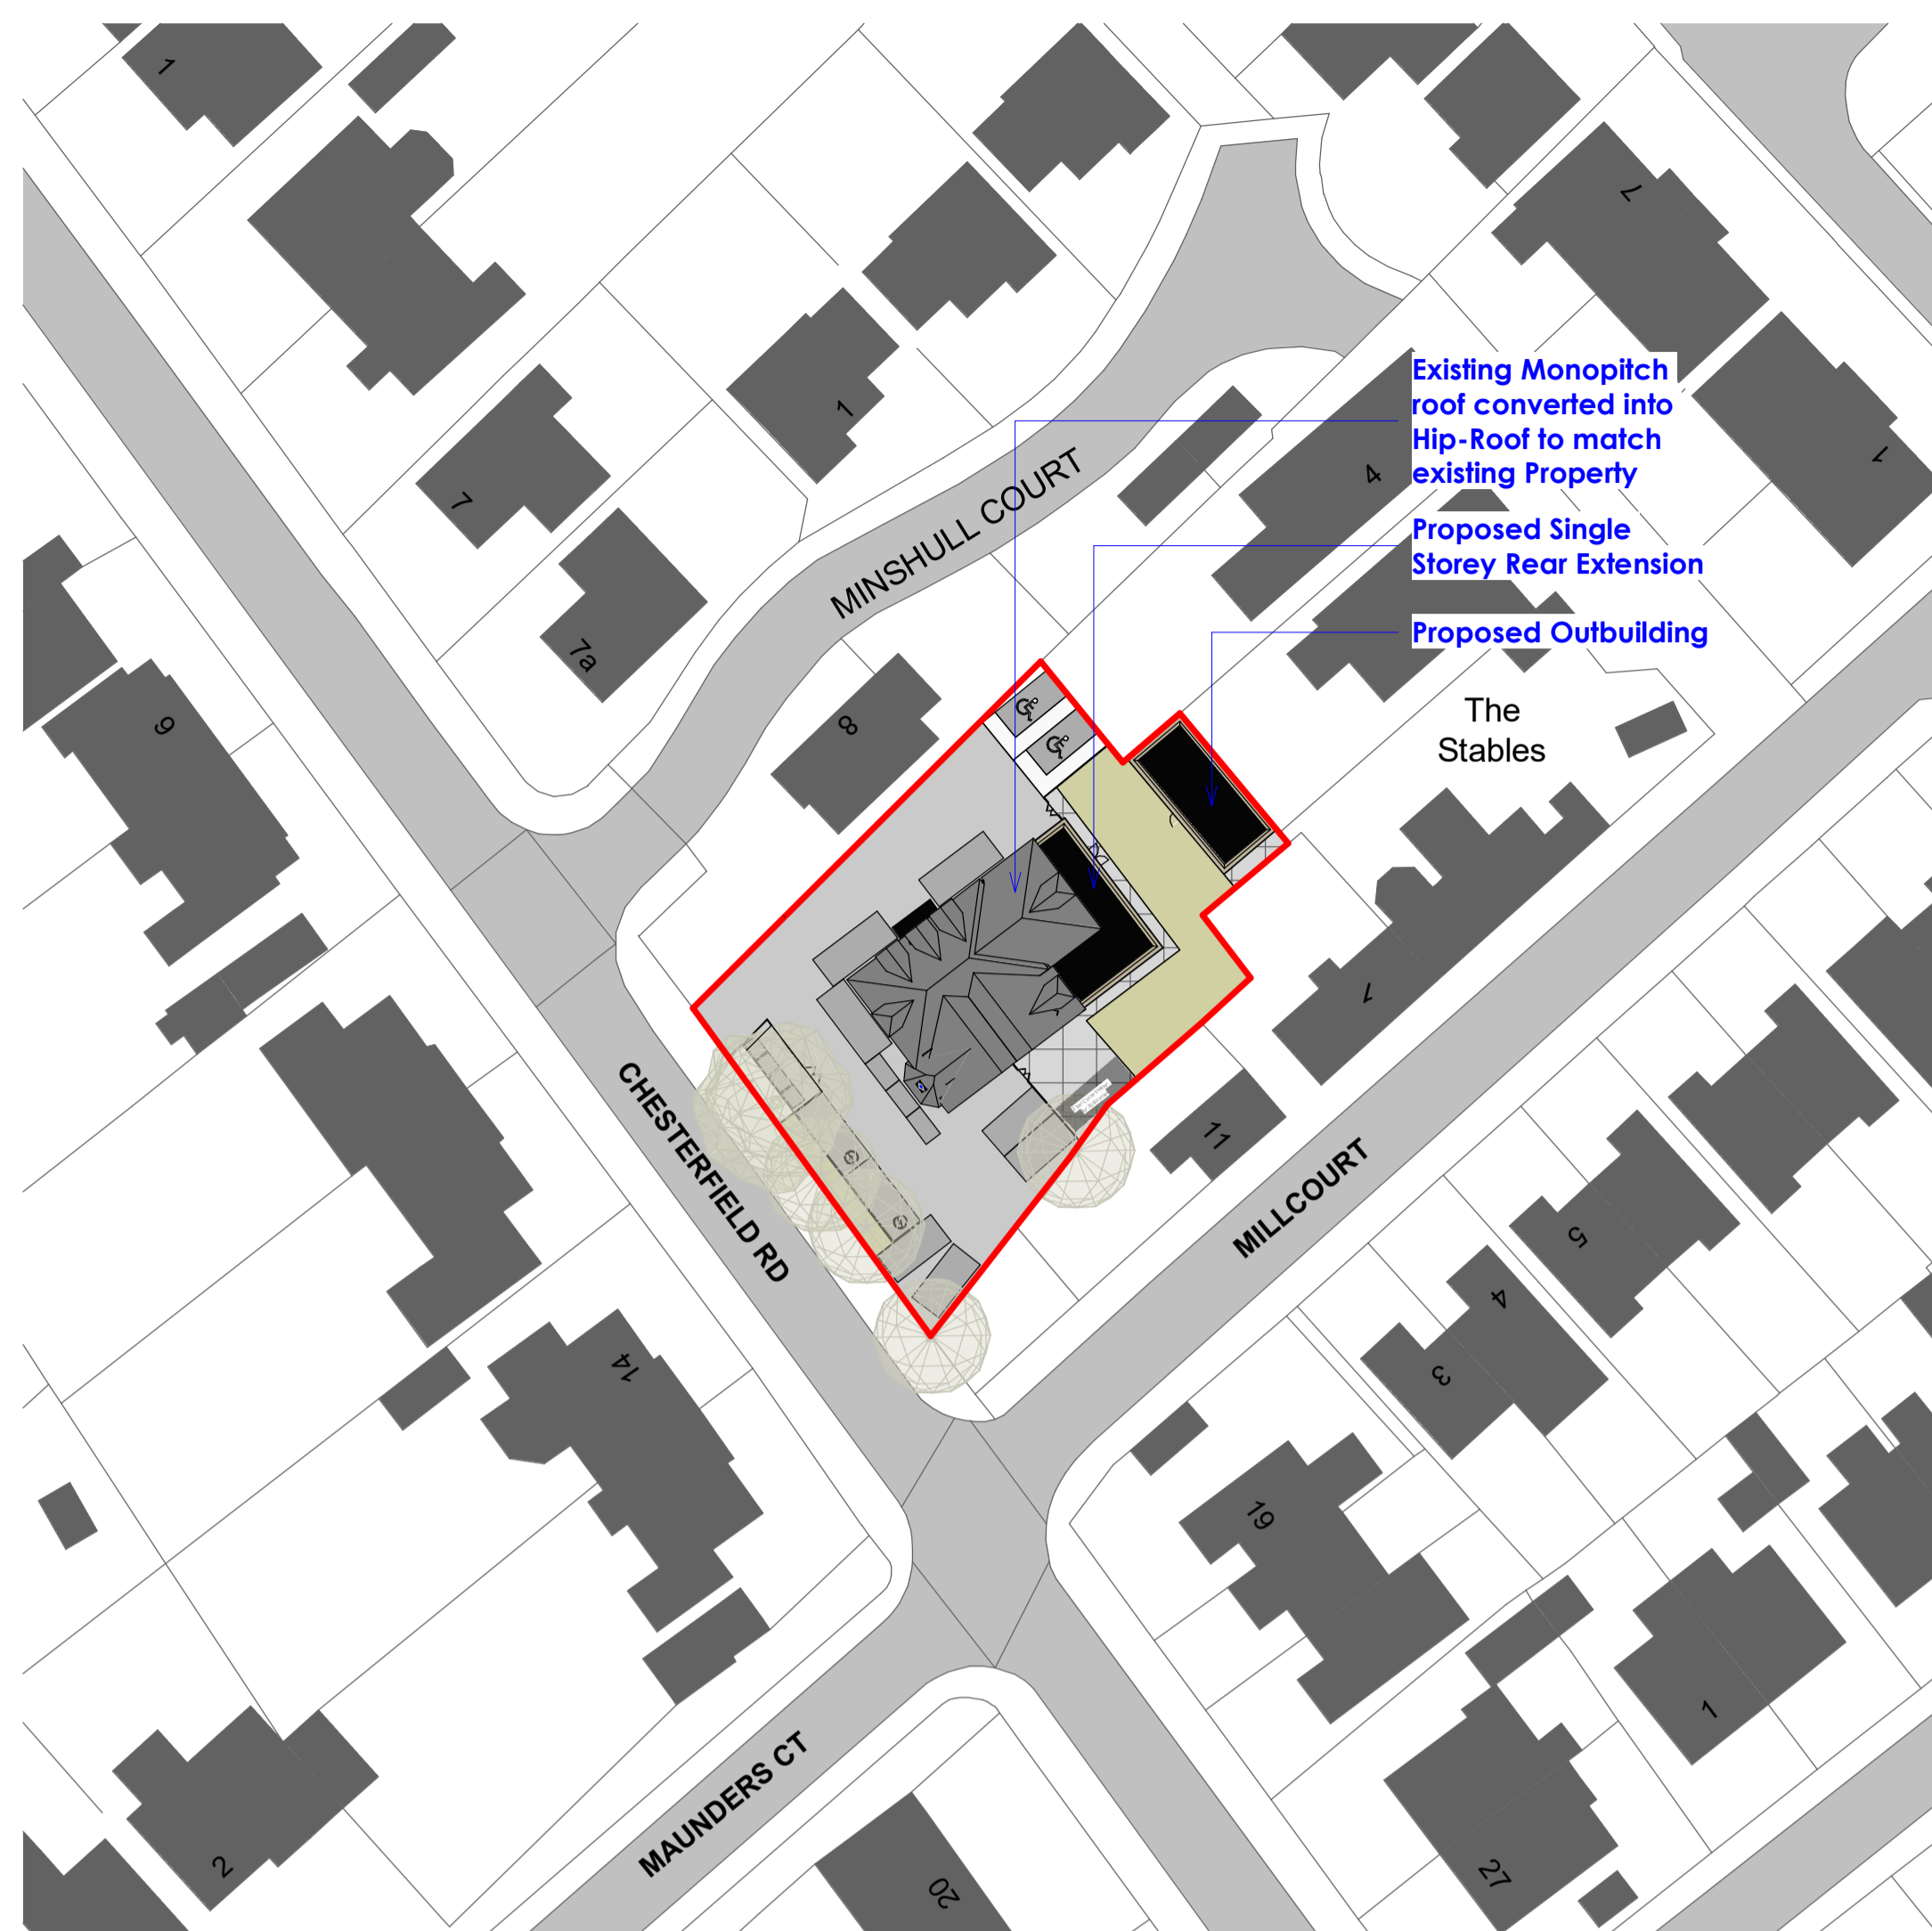 1
7
Existing Monopitch
roof converted into
Hip-Roof to match
existing Property
1
1
4
7
MINSHULL COURT
Proposed Single
Storey Rear Extension
7a
Proposed Outbuilding
The
Stables
9
8
1
CHESTERFIELD RD
11
MILLCOURT
5
4
3
14
19
1
MAUNDERS CT
2
20
27